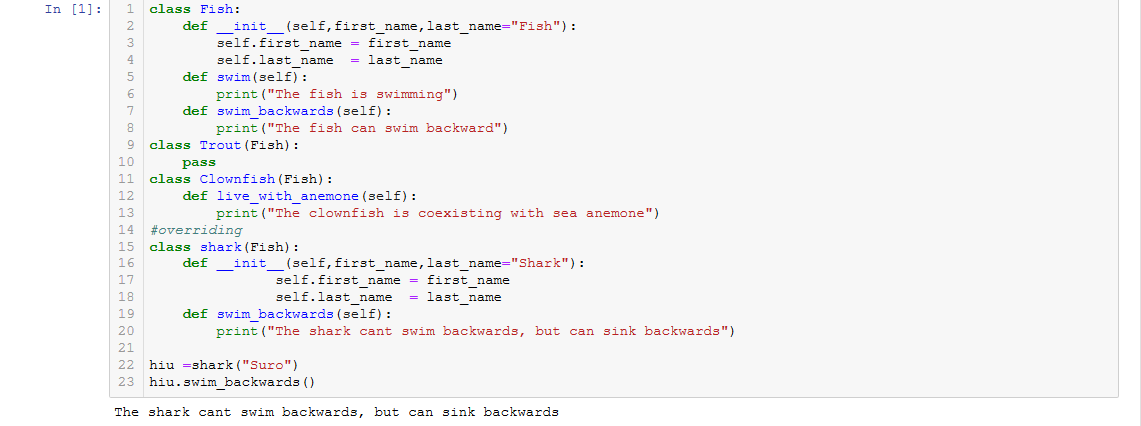 In [1]:
1 class Fish:
2     def __init__(self,first_name,last_name="Fish"):
3         self.first_name = first_name
4         self.last_name  = last_name
5     def swim(self):
6         print("The fish is swimming")
7     def swim_backwards(self):
8         print("The fish can swim backward")
9 class Trout(Fish):
10     pass
11 class Clownfish(Fish):
12     def live_with_anemone(self):
13         print("The clownfish is coexisting with sea anemone")
14 #overriding
15 class shark(Fish):
16     def __init__(self,first_name,last_name="Shark"):
17                self.first_name = first_name
18                self.last_name  = last_name
19     def swim_backwards(self):
20         print("The shark cant swim backwards, but can sink backwards")
21
22 hiu =shark("Suro")
23 hiu.swim_backwards()
The shark cant swim backwards, but can sink backwards